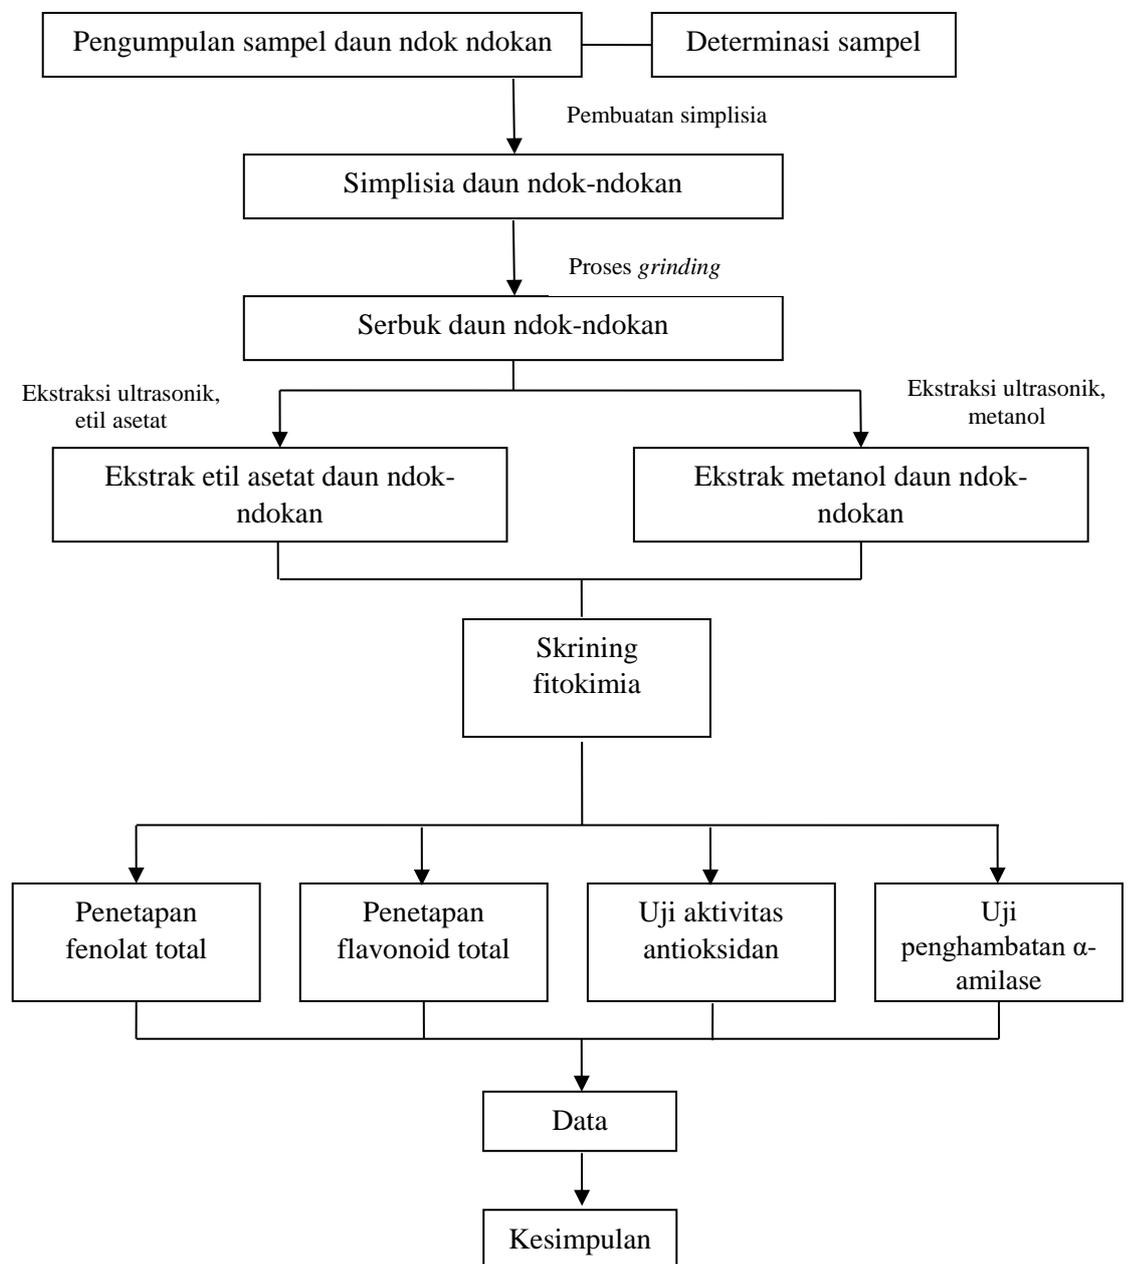 Pengumpulan sampel daun ndok ndokan
Determinasi sampel
Pembuatan simplisia
Simplisia daun ndok-ndokan
Proses grinding
Serbuk daun ndok-ndokan
Ekstraksi ultrasonik,
etil asetat
Ekstraksi ultrasonik,
metanol
Ekstrak etil asetat daun ndok-
ndokan
Ekstrak metanol daun ndok-
ndokan
Skrining
fitokimia
Penetapan
fenolat total
Penetapan
flavonoid total
Uji aktivitas
antioksidan
Uji
penghambatan α-
amilase
Data
Kesimpulan